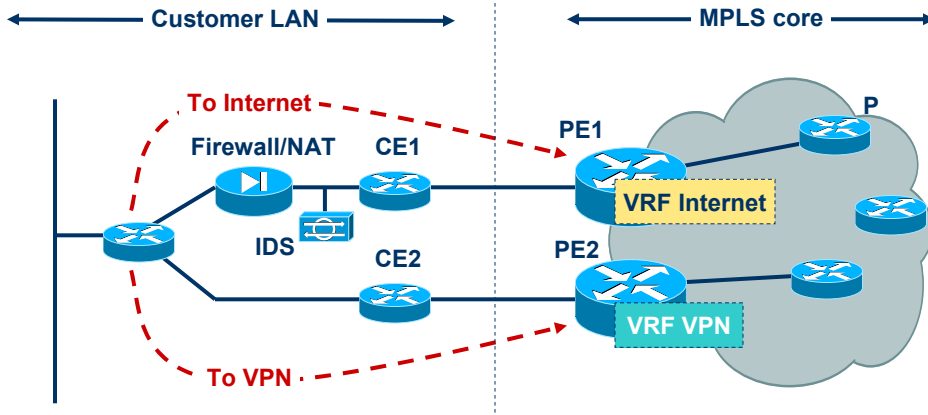 Customer LAN
MPLS core
To Internet
P
PE1
Firewall/NAT
CE1
VRF Internet
IDS
CE2
PE2
VRF VPN
To VPN